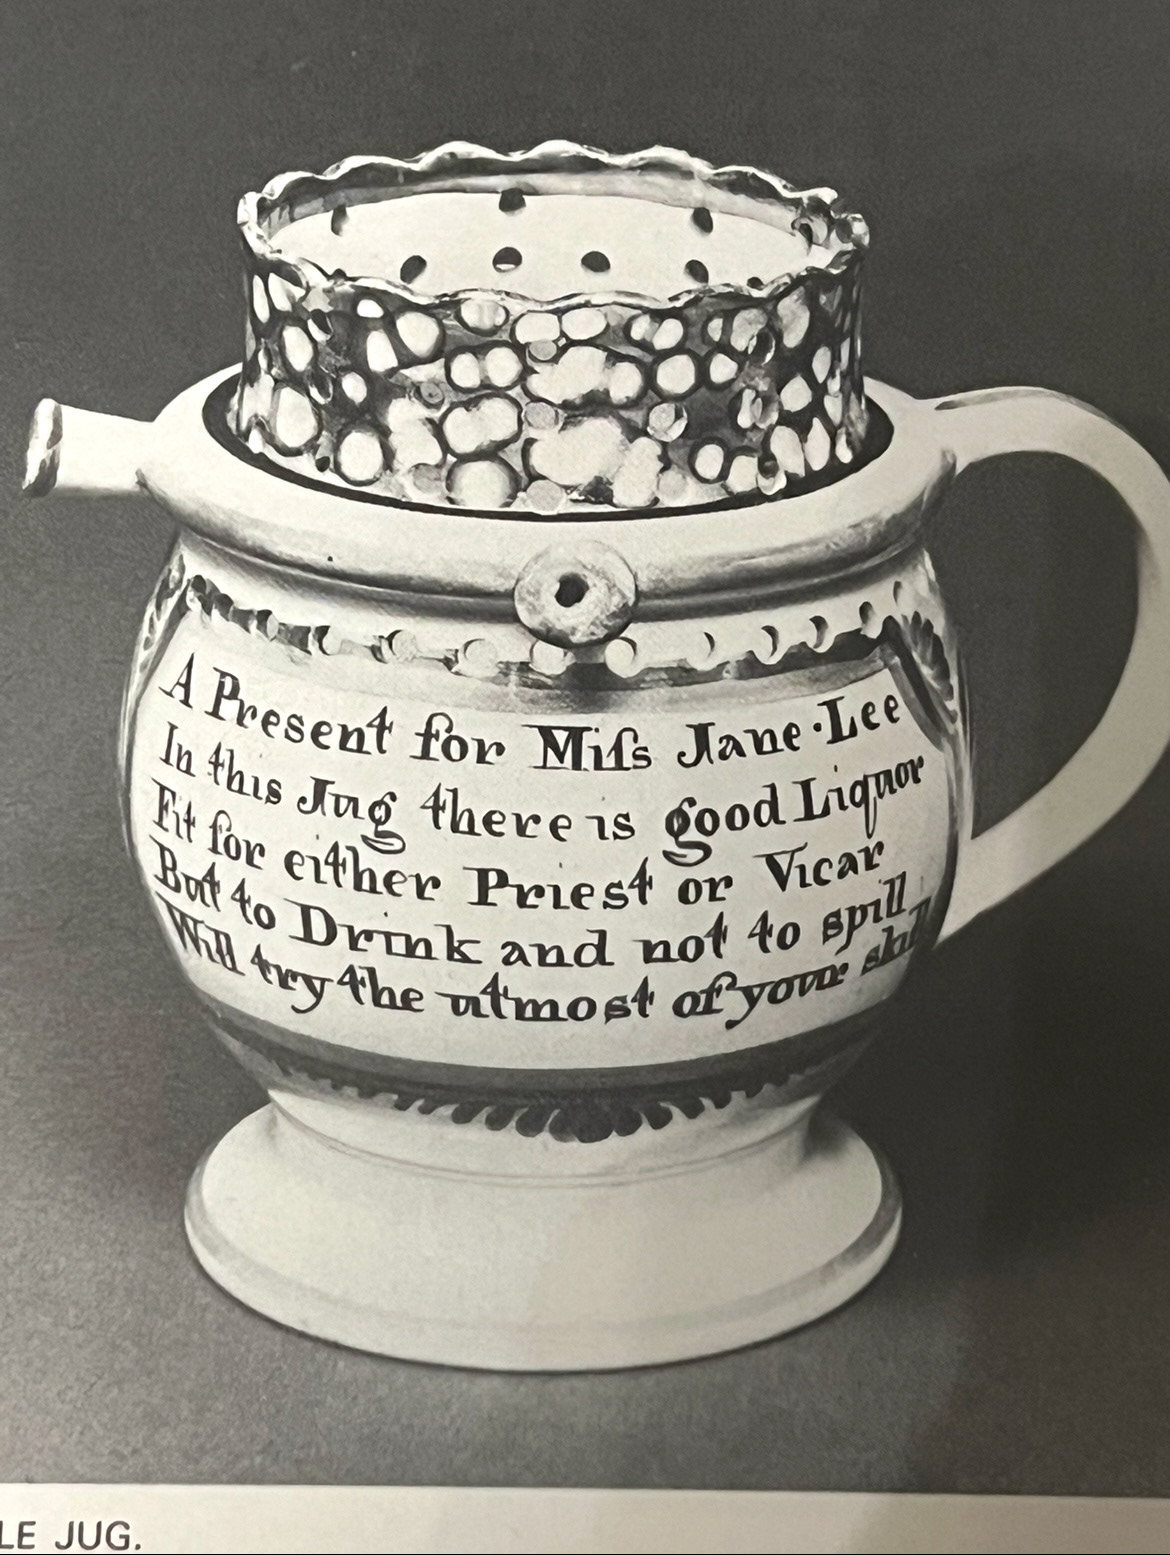 A Present for Miſs Jane·Lee
In this Jug there is good Liquor
Fit for either Priest or Vicar
But to Drink and not to spill
Will try the utmost of your skill
LE JUG.